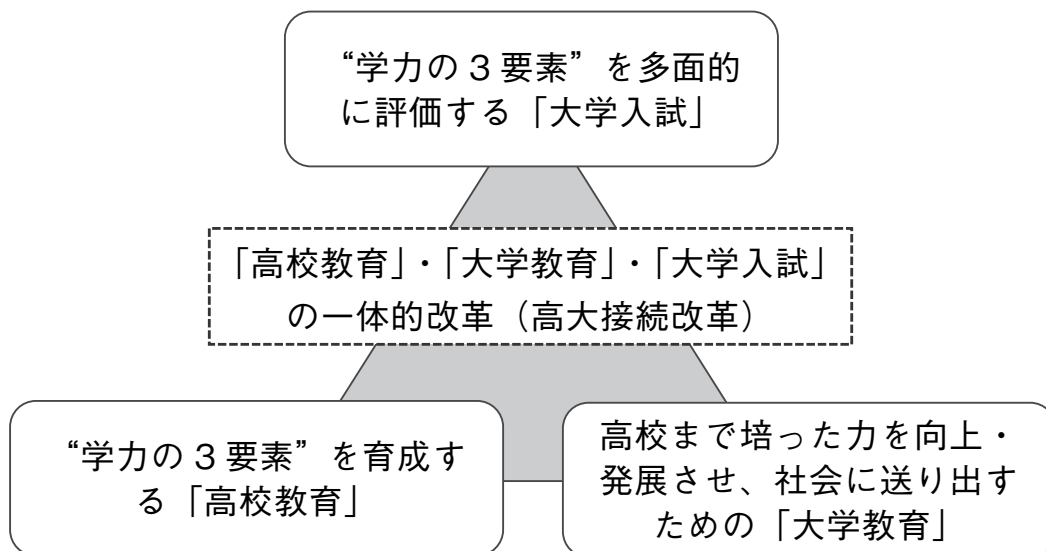 “学力の3要素”を多面的
に評価する「大学入試」
「高校教育」・「大学教育」・「大学入試」
の一体的改革（高大接続改革）
“学力の3要素”を育成す
る「高校教育」
高校まで培った力を向上・
発展させ、社会に送り出す
ための「大学教育」